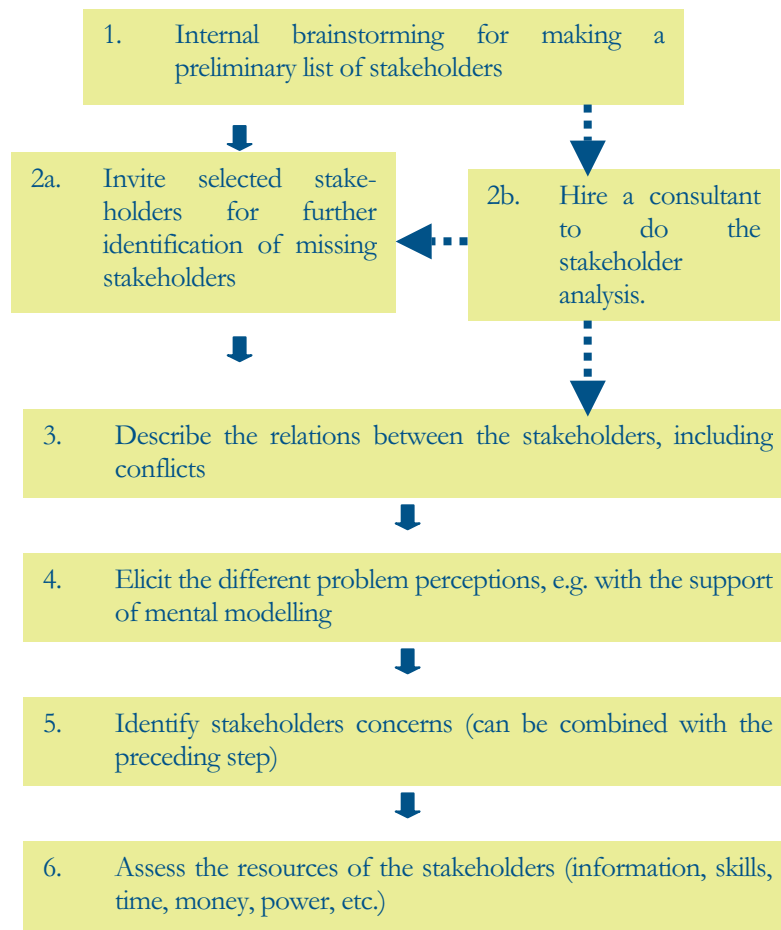 1. Internal brainstorming for making a
preliminary list of stakeholders
2a. Invite selected stake-
holders for further
identification of missing
stakeholders
2b. Hire a consultant
to do the
stakeholder
analysis.
3. Describe the relations between the stakeholders, including
conflicts
4. Elicit the different problem perceptions, e.g. with the support
of mental modelling
5. Identify stakeholders concerns (can be combined with the
preceding step)
6. Assess the resources of the stakeholders (information, skills,
time, money, power, etc.)